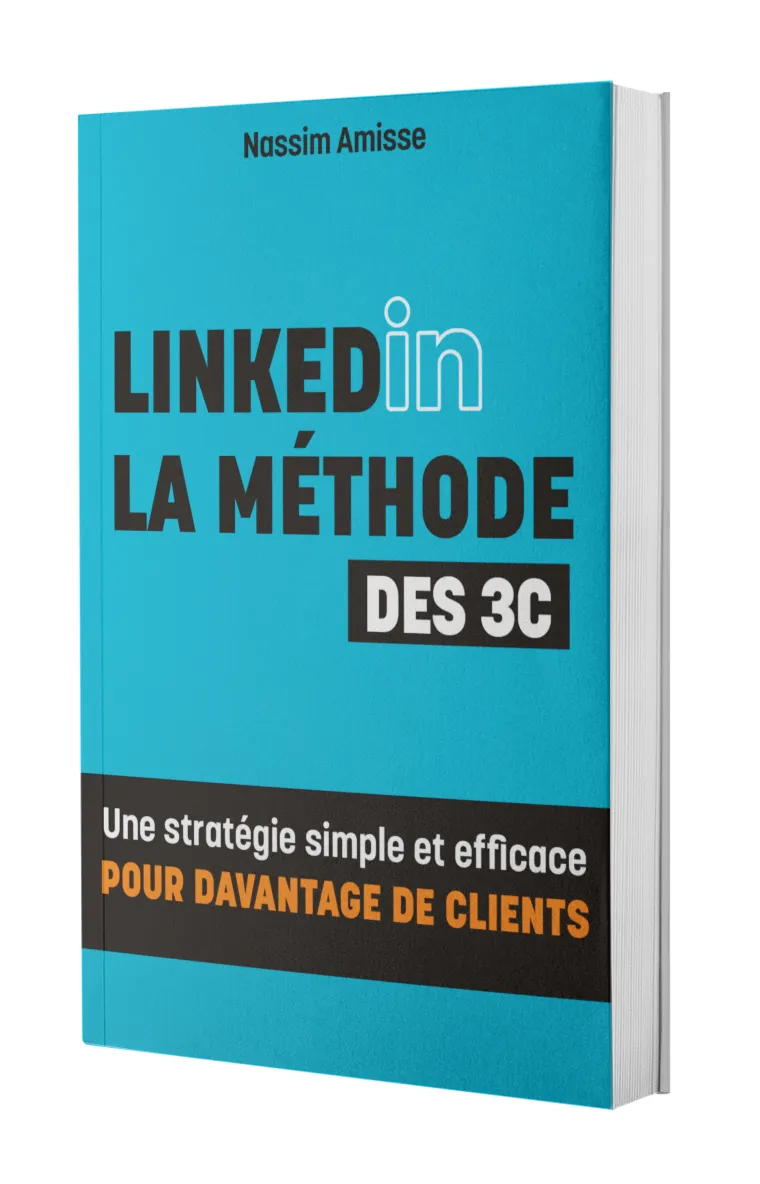 Nassim Amisse
LINKEDin
LA MÉTHODE
DES 3C
Une stratégie simple et efficace
POUR DAVANTAGE DE CLIENTS